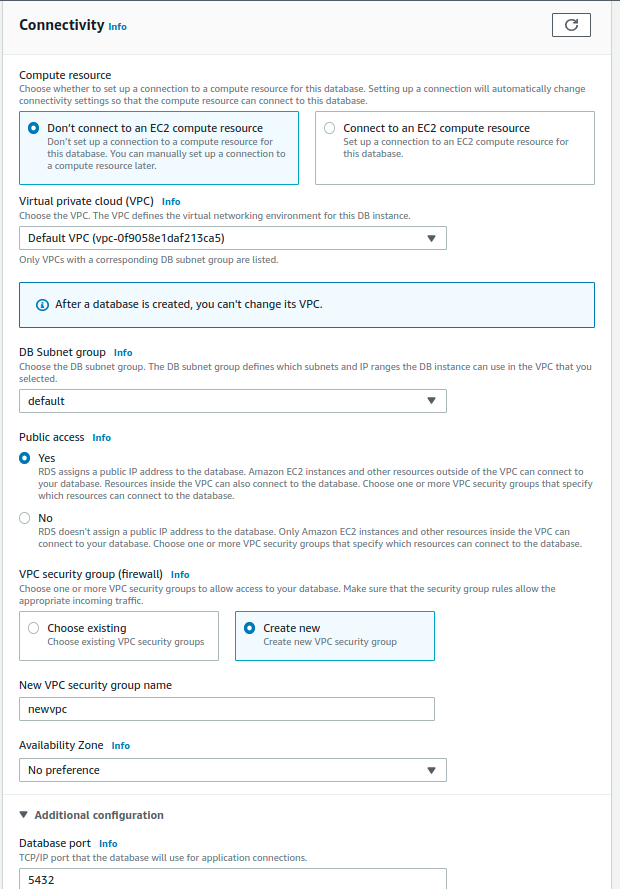 Connectivity Info
Compute resource
Choose whether to set up a connection to a compute resource for this database. Setting up a connection will automatically change
connectivity settings so that the compute resource can connect to this database.
Don't connect to an EC2 compute resource
Don't set up a connection to a compute resource for
this database. You can manually set up a connection to
a compute resource later.
Connect to an EC2 compute resource
Set up a connection to an EC2 compute resource for
this database.
Virtual private cloud (VPC) Info
Choose the VPC. The VPC defines the virtual networking environment for this DB instance.
Default VPC (vpc-0f9058e1daf213ca5)
Only VPCs with a corresponding DB subnet group are listed.
After a database is created, you can't change its VPC.
DB Subnet group Info
Choose the DB subnet group. The DB subnet group defines which subnets and IP ranges the DB instance can use in the VPC that you
selected.
default
Public access Info
Yes
RDS assigns a public IP address to the database. Amazon EC2 instances and other resources outside of the VPC can connect to
your database. Resources inside the VPC can also connect to the database. Choose one or more VPC security groups that specify
which resources can connect to the database.
No
RDS doesn't assign a public IP address to the database. Only Amazon EC2 instances and other resources inside the VPC can
connect to your database. Choose one or more VPC security groups that specify which resources can connect to the database.
VPC security group (firewall) Info
Choose one or more VPC security groups to allow access to your database. Make sure that the security group rules allow the
appropriate incoming traffic.
Choose existing
Choose existing VPC security groups
Create new
Create new VPC security group
New VPC security group name
newvpc
Availability Zone Info
No preference
Additional configuration
Database port Info
TCP/IP port that the database will use for application connections.
5432